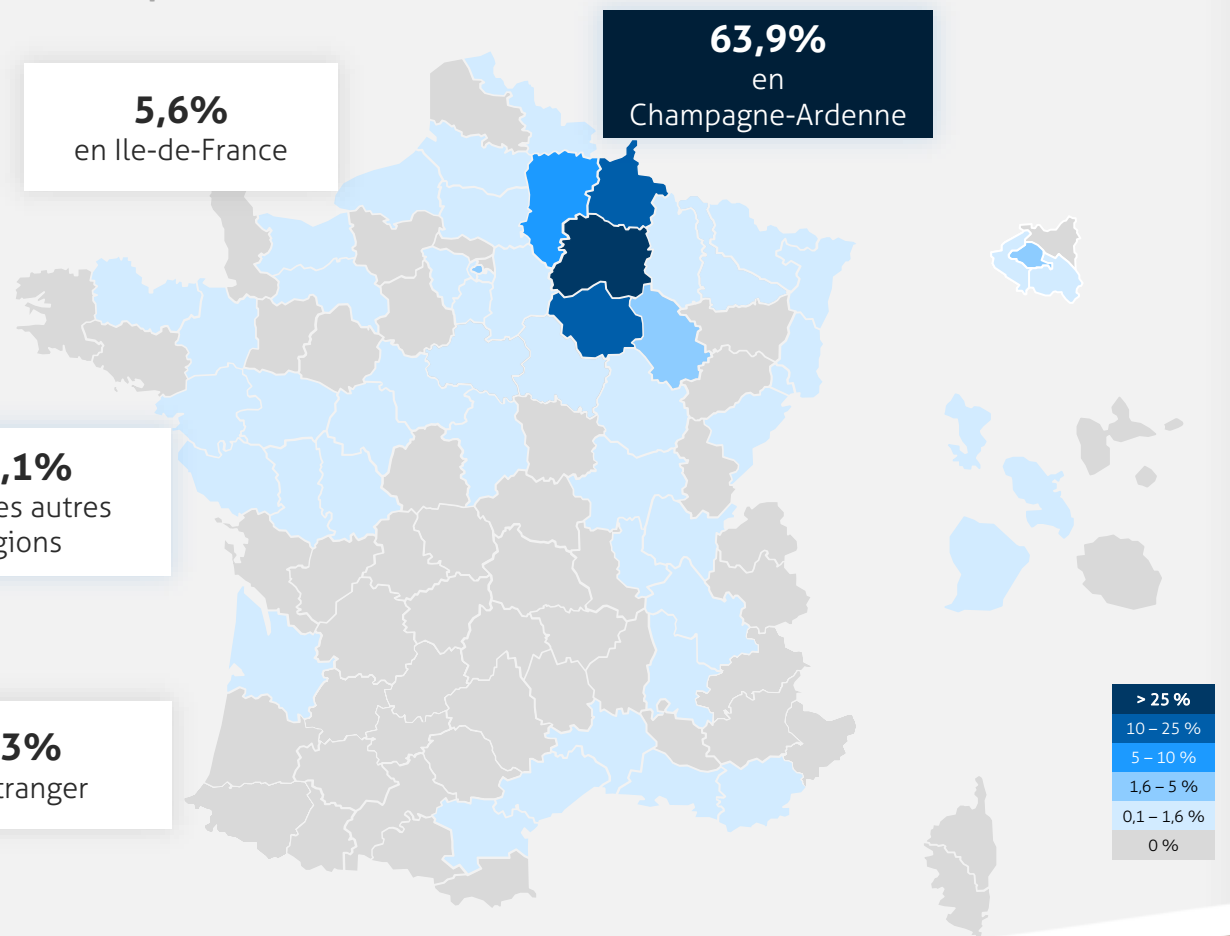 63,9%
en
Champagne-Ardenne
5,6%
en Ile-de-France
,1%
es autres
gions
3%
tranger
> 25 %
10 – 25 %
5 – 10 %
1,6 – 5 %
0,1 – 1,6 %
0 %